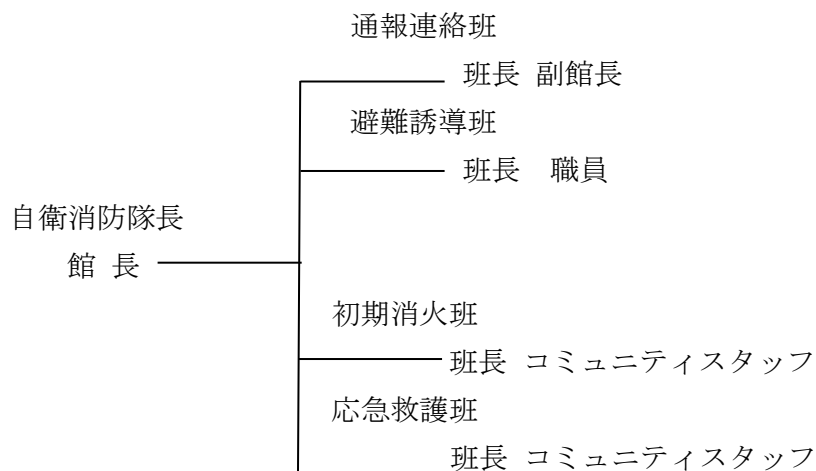 通報連絡班
班長 副館長
避難誘導班
班長　職員
自衛消防隊長
館 長
初期消火班
班長 コミュニティスタッフ
応急救護班
班長 コミュニティスタッフ